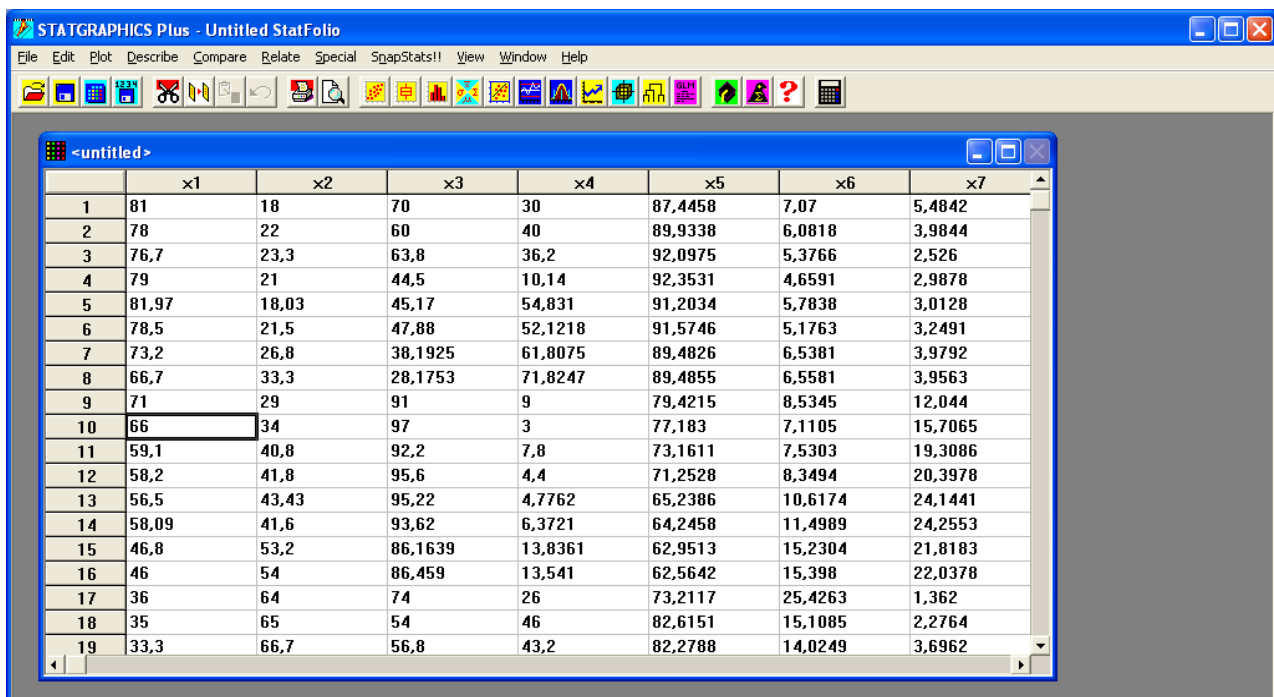 STATGRAPHICS Plus - Untitled StatFolio
File Edit Plot Describe Compare Relate Special SnapStats!! View Window Help
1234
GLM
<untitled>
x1 x2 x3 x4 x5 x6 x7
1 81 18 70 30 87,4458 7,07 5,4842
2 78 22 60 40 89,9338 6,0818 3,9844
3 76,7 23,3 63,8 36,2 92,0975 5,3766 2,526
4 79 21 44,5 10,14 92,3531 4,6591 2,9878
5 81,97 18,03 45,17 54,831 91,2034 5,7838 3,0128
6 78,5 21,5 47,88 52,1218 91,5746 5,1763 3,2491
7 73,2 26,8 38,1925 61,8075 89,4826 6,5381 3,9792
8 66,7 33,3 28,1753 71,8247 89,4855 6,5581 3,9563
9 71 29 91 9 79,4215 8,5345 12,044
10 66 34 97 3 77,183 7,1105 15,7065
11 59,1 40,8 92,2 7,8 73,1611 7,5303 19,3086
12 58,2 41,8 95,6 4,4 71,2528 8,3494 20,3978
13 56,5 43,43 95,22 4,7762 65,2386 10,6174 24,1441
14 58,09 41,6 93,62 6,3721 64,2458 11,4989 24,2553
15 46,8 53,2 86,1639 13,8361 62,9513 15,2304 21,8183
16 46 54 86,459 13,541 62,5642 15,398 22,0378
17 36 64 74 26 73,2117 25,4263 1,362
18 35 65 54 46 82,6151 15,1085 2,2764
19 33,3 66,7 56,8 43,2 82,2788 14,0249 3,6962